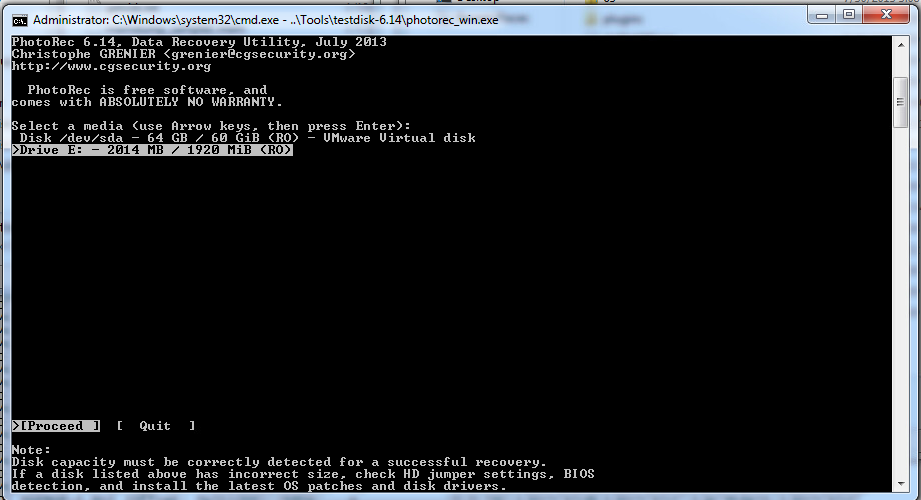 Administrator: C:\Windows\system32\cmd.exe - ..\Tools\testdisk-6.14\photorec_win.exe
PhotoRec 6.14, Data Recovery Utility, July 2013
Christophe GRENIER <grenier@cgsecurity.org>
http://www.cgsecurity.org
PhotoRec is free software, and
comes with ABSOLUTELY NO WARRANTY.
Select a media (use Arrow keys, then press Enter):
Disk /dev/sda - 64 GB / 60 GiB (RO) - VMware Virtual disk
>Drive E: - 2014 MB / 1920 MiB (RO)
>[Proceed ] [ Quit ]
Note:
Disk capacity must be correctly detected for a successful recovery.
If a disk listed above has incorrect size, check HD jumper settings, BIOS
detection, and install the latest OS patches and disk drivers.